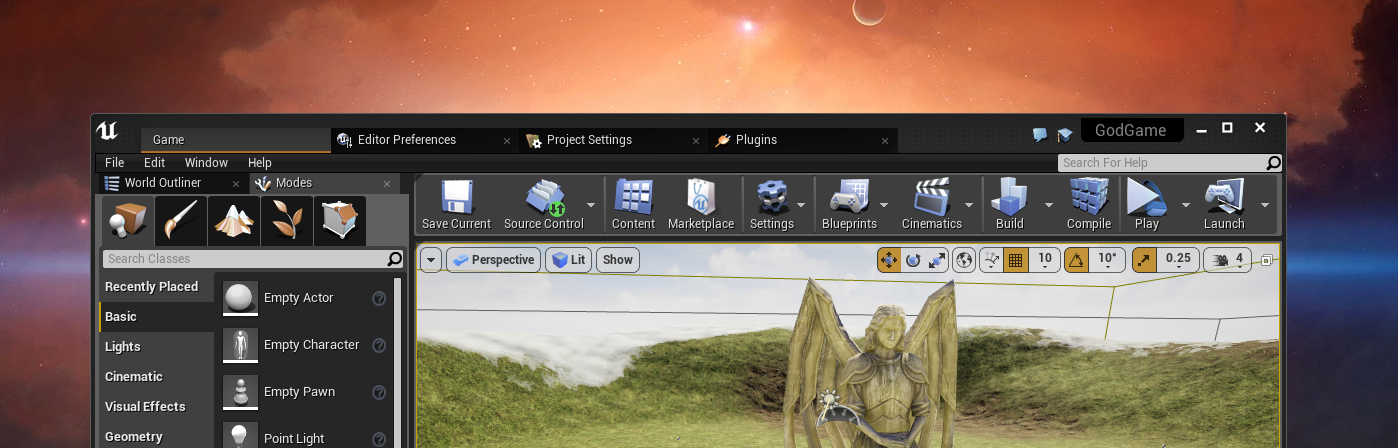 Game
Editor Preferences
Project Settings
Plugins
GodGame
File Edit Window Help
Search For Help
World Outliner
Modes
Save Current
Source Control
Content
Marketplace
Settings
Blueprints
Cinematics
Build
Compile
Play
Launch
Search Classes
Perspective
Lit
Show
10
10°
0.25
4
Recently Placed
Basic
Lights
Cinematic
Visual Effects
Geometry
Empty Actor
Empty Character
Empty Pawn
Point Light